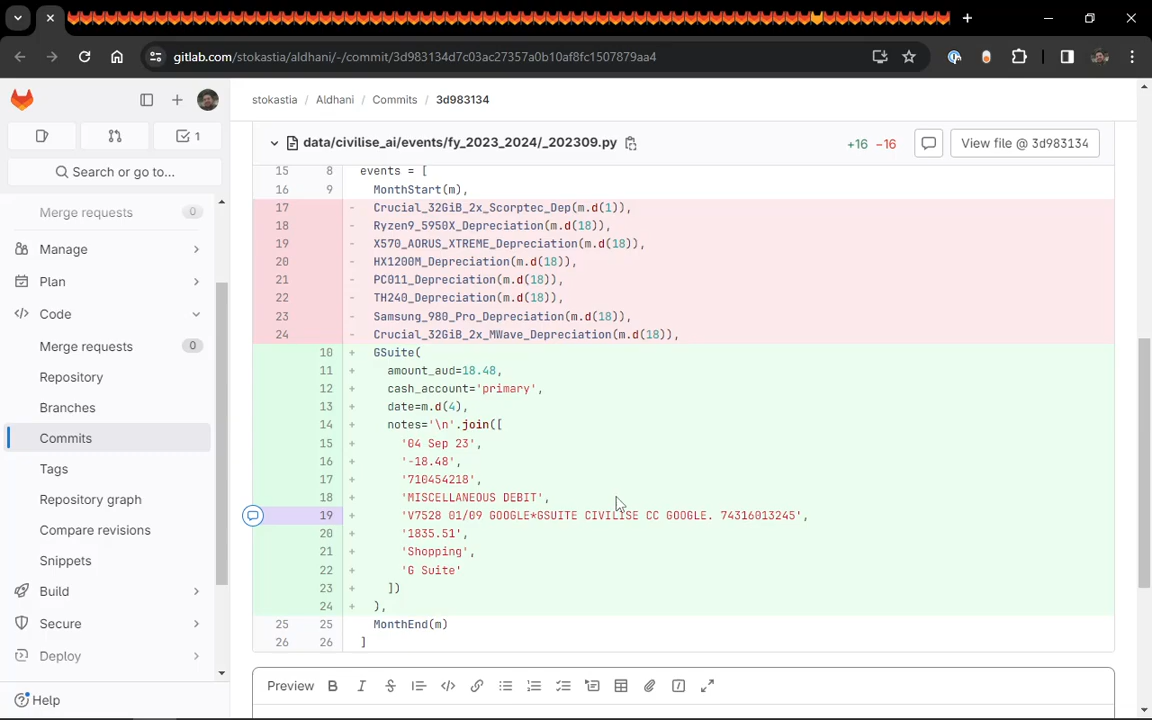 gitlab.com/stokastia/aldhani/-/commit/3d983134d7c03ac27357a0b10af8fc1507879aa4
stokastia / Aldhani / Commits / 3d983134
1
Search or go to...
Merge requests 0
Manage
Plan
Code
Merge requests 0
Repository
Branches
Commits
Tags
Repository graph
Compare revisions
Snippets
Build
Secure
Deploy
Help
data/civilise_ai/events/fy_2023_2024/_202309.py +16 −16 View file @ 3d983134
15 8 events = [
16 9 MonthStart(m),
17 - Crucial_32GiB_2x_Scorptec_Dep(m.d(1)),
18 - Ryzen9_5950X_Depreciation(m.d(18)),
19 - X570_AORUS_XTREME_Depreciation(m.d(18)),
20 - HX1200M_Depreciation(m.d(18)),
21 - PC011_Depreciation(m.d(18)),
22 - TH240_Depreciation(m.d(18)),
23 - Samsung_980_Pro_Depreciation(m.d(18)),
24 - Crucial_32GiB_2x_MWave_Depreciation(m.d(18)),
10 + GSuite(
11 + amount_aud=18.48,
12 + cash_account='primary',
13 + date=m.d(4),
14 + notes='\n'.join([
15 + '04 Sep 23',
16 + '-18.48',
17 + '710454218',
18 + 'MISCELLANEOUS DEBIT',
19 + 'V7528 01/09 GOOGLE*GSUITE CIVILISE CC GOOGLE. 74316013245',
20 + '1835.51',
21 + 'Shopping',
22 + 'G Suite'
23 + ])
24 + ),
25 25 MonthEnd(m)
26 26 ]
Preview